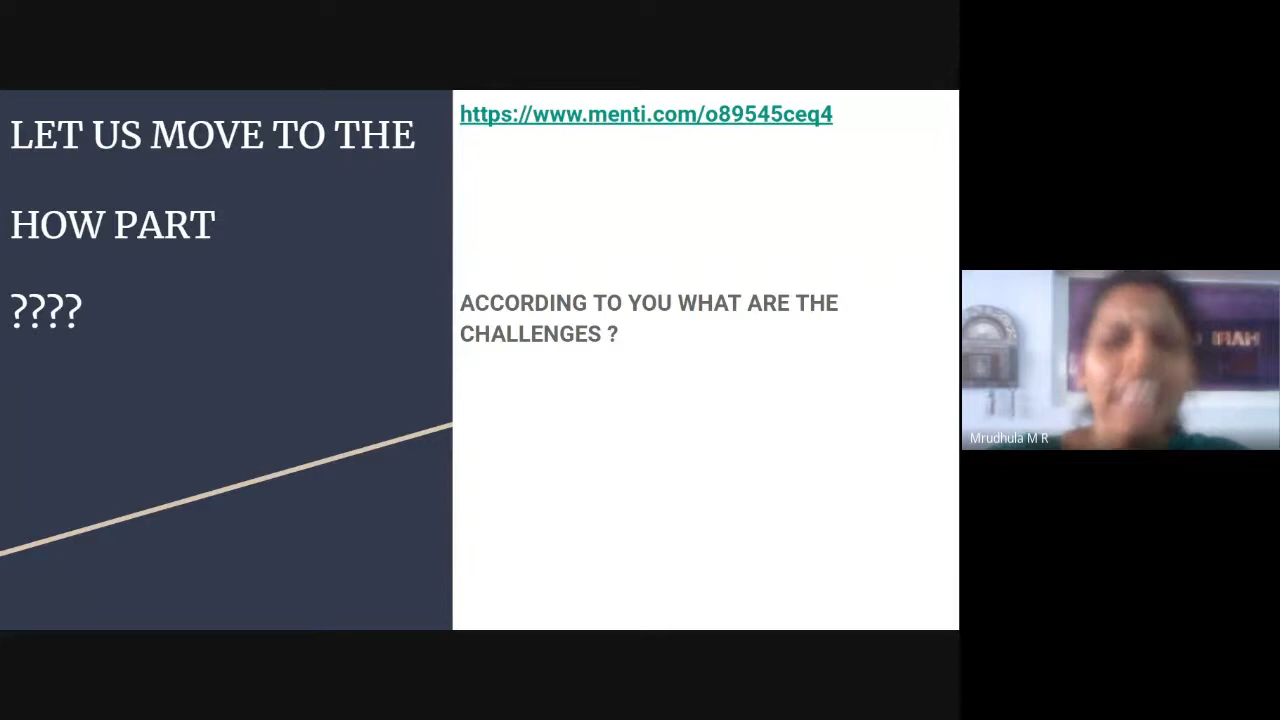 LET US MOVE TO THE
HOW PART
????
https://www.menti.com/o89545ceq4
ACCORDING TO YOU WHAT ARE THE
CHALLENGES ?
Mrudhula M R